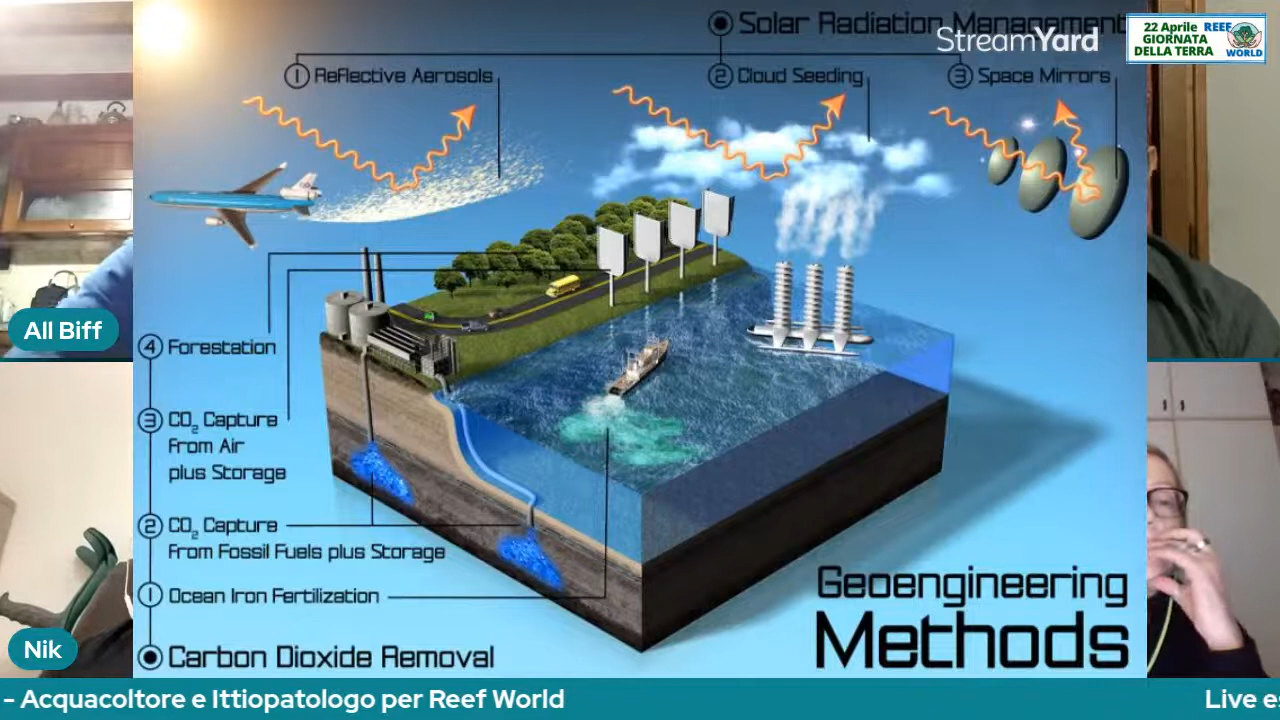 Solar Radiation Management
StreamYard
22 Aprile
GIORNATA
DELLA TERRA
REEF
WORLD
1 Reflective Aerosols
2 Cloud Seeding
3 Space Mirrors
All Biff
4 Forestation
3 CO2 Capture
From Air
plus Storage
2 CO2 Capture
From Fossil Fuels plus Storage
1 Ocean Iron Fertilization
Carbon Dioxide Removal
Geoengineering
Methods
Nik
- Acquacoltore e Ittiopatologo per Reef World
Live es